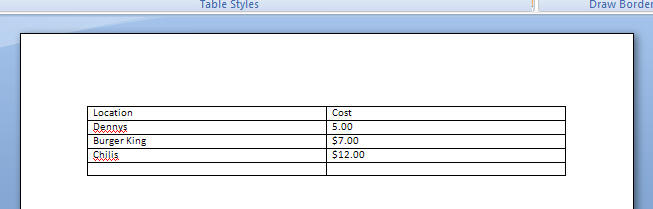 Table Styles
Draw Border
Location Cost
Dennys 5.00
Burger King $7.00
Chilis $12.00